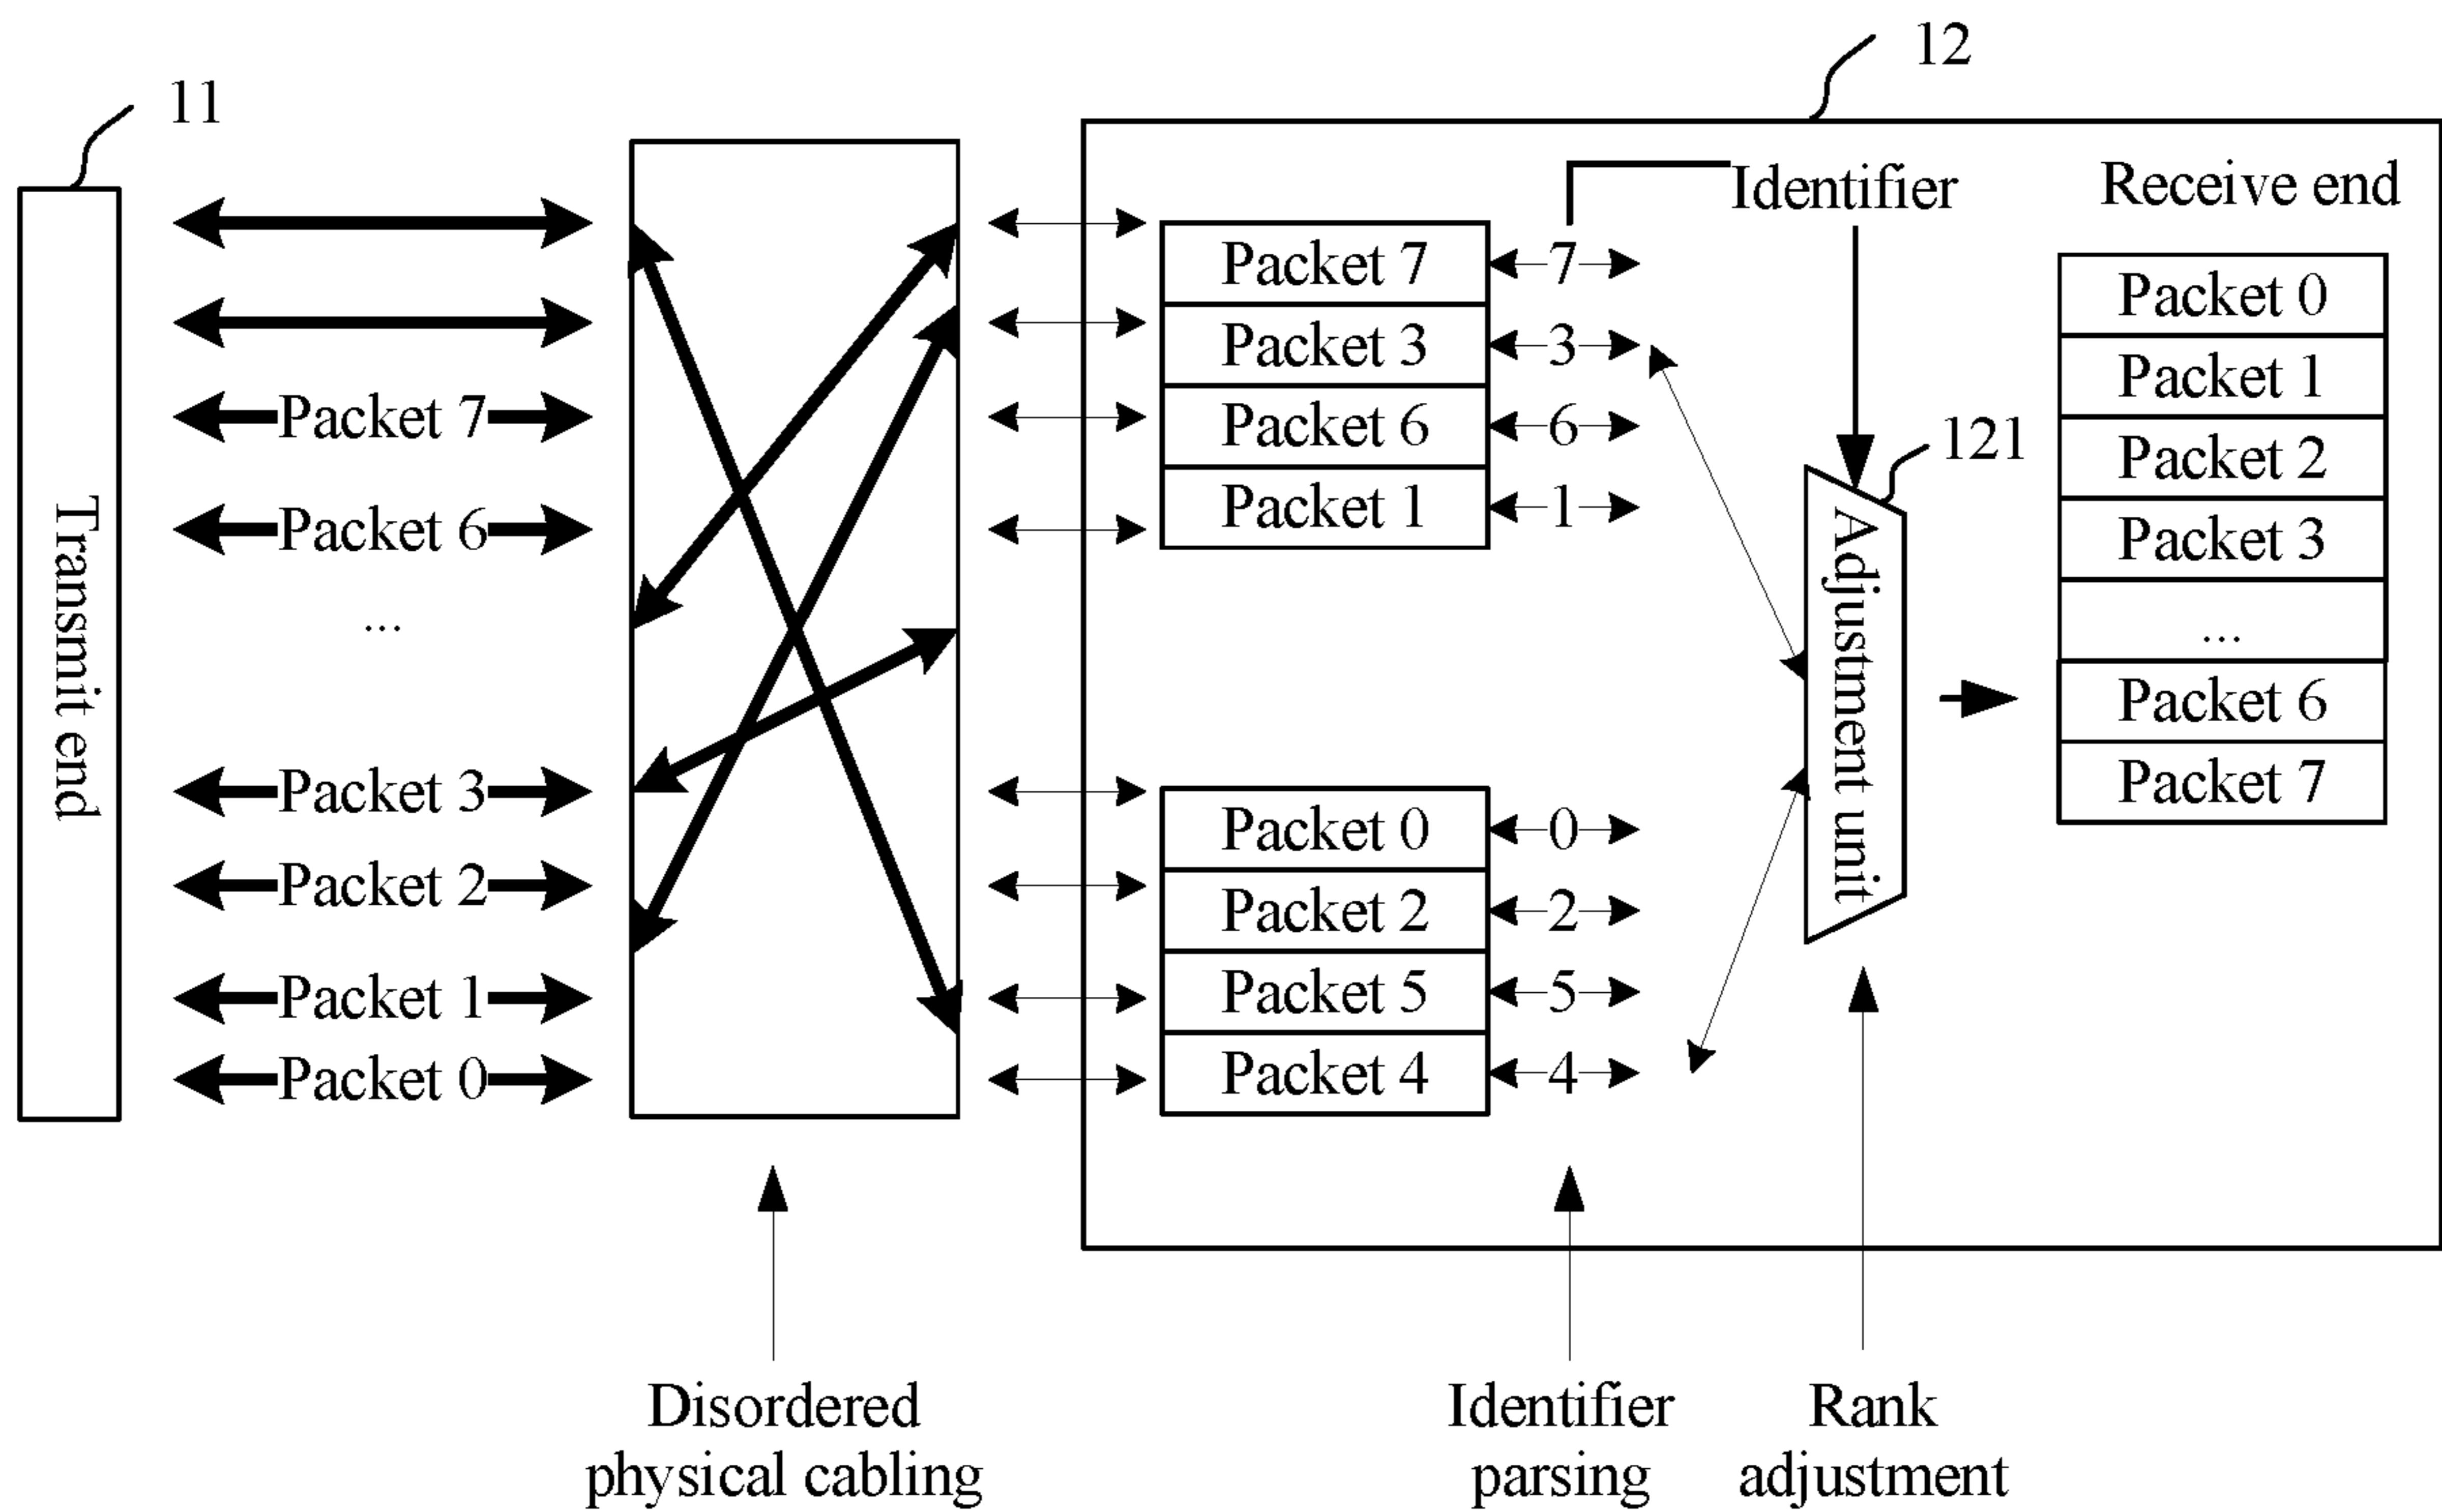 11
12
Transmit end
Packet 7
Packet 6
...
Packet 3
Packet 2
Packet 1
Packet 0
Packet 7
7
Packet 3
3
Packet 6
6
Packet 1
1
Packet 0
0
Packet 2
2
Packet 5
5
Packet 4
4
Identifier
121
Adjustment unit
Receive end
Packet 0
Packet 1
Packet 2
Packet 3
...
Packet 6
Packet 7
Disordered
physical cabling
Identifier
parsing
Rank
adjustment